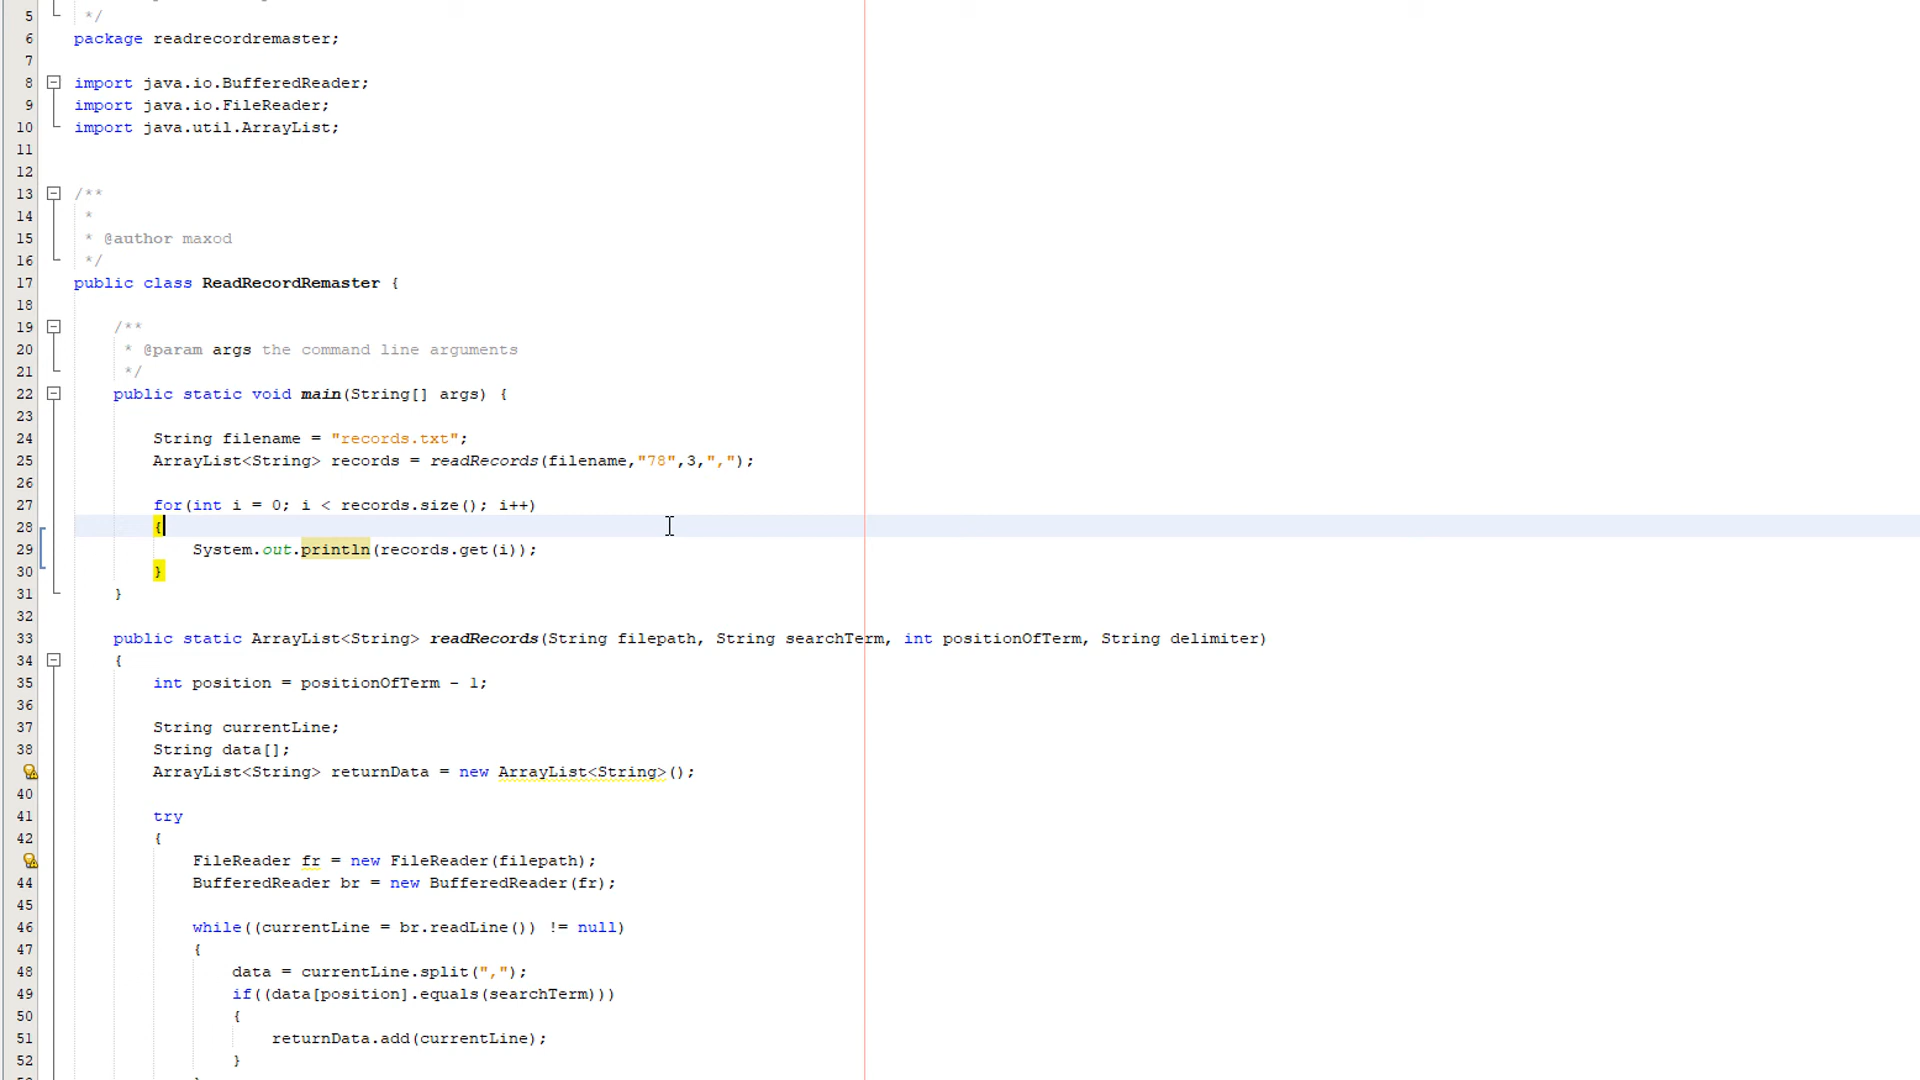 5 */
6 package readrecordremaster;
7
8 import java.io.BufferedReader;
9 import java.io.FileReader;
10 import java.util.ArrayList;
11
12
13 /**
14 *
15 * @author maxod
16 */
17 public class ReadRecordRemaster {
18
19 /**
20 * @param args the command line arguments
21 */
22 public static void main(String[] args) {
23
24 String filename = "records.txt";
25 ArrayList<String> records = readRecords(filename,"78",3,",");
26
27 for(int i = 0; i < records.size(); i++)
28 {
29 System.out.println(records.get(i));
30 }
31 }
32
33 public static ArrayList<String> readRecords(String filepath, String searchTerm, int positionOfTerm, String delimiter)
34 {
35 int position = positionOfTerm - 1;
36
37 String currentLine;
38 String data[];
ArrayList<String> returnData = new ArrayList<String>();
40
41 try
42 {
FileReader fr = new FileReader(filepath);
44 BufferedReader br = new BufferedReader(fr);
45
46 while((currentLine = br.readLine()) != null)
47 {
48 data = currentLine.split(",");
49 if((data[position].equals(searchTerm)))
50 {
51 returnData.add(currentLine);
52 }